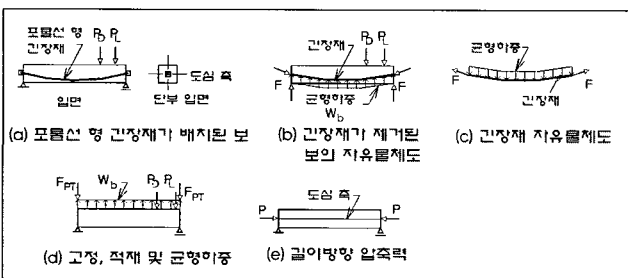 포물선 형
긴장재
P_D P_L
도심 축
입면
단부 입면
(a) 포물선 형 긴장재가 배치된 보
긴장재
P_D P_L
F
F
균형하중
W_b
(b) 긴장재가 제거된
보의 자유물체도
균형하중
F
F
긴장재
(c) 긴장재 자유물체도
F_PT
W_b
P_D P_L
F_PT
(d) 고정, 적재 및 균형하중
도심 축
P
P
(e) 길이방향 압축력